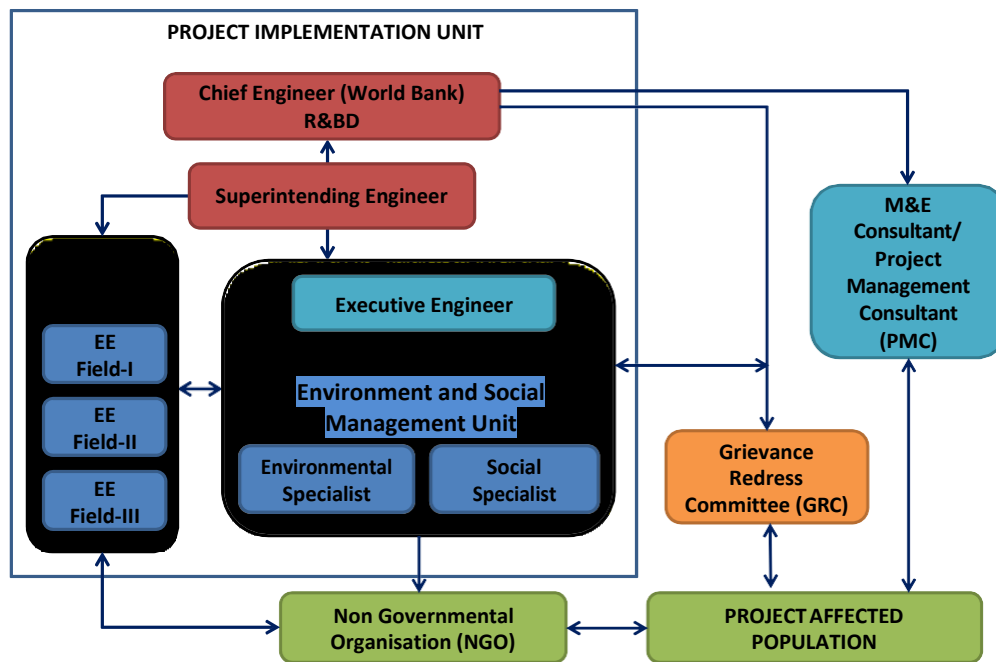 PROJECT IMPLEMENTATION UNIT
Chief Engineer (World Bank)
R&BD
Superintending Engineer
M&E
Consultant/
Project
Management
Consultant
(PMC)
Executive Engineer
EE
Field-I
EE
Field-II
EE
Field-III
Environment and Social
Management Unit
Environmental
Specialist
Social
Specialist
Grievance
Redress
Committee (GRC)
Non Governmental
Organisation (NGO)
PROJECT AFFECTED
POPULATION